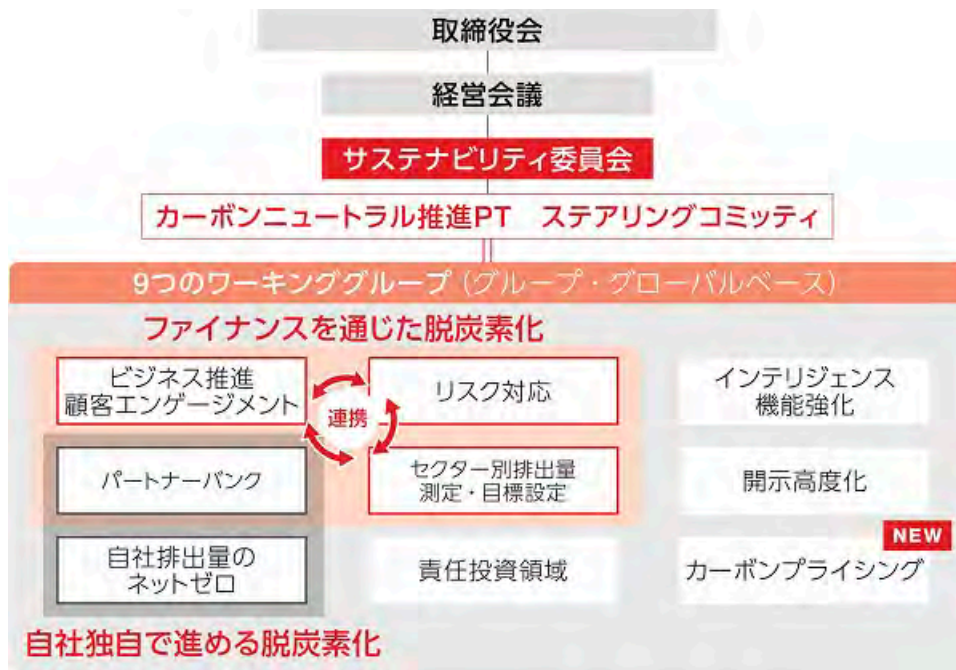 取締役会
経営会議
サステナビリティ委員会
カーボンニュートラル推進PT ステアリングコミッティ
9つのワーキンググループ(グループ・グローバルベース)
ファイナンスを通じた脱炭素化
ビジネス推進
顧客エンゲージメント
連携
リスク対応
インテリジェンス
機能強化
パートナーバンク
セクター別排出量
測定・目標設定
開示高度化
自社排出量の
ネットゼロ
責任投資領域
NEW
カーボンプライシング
自社独自で進める脱炭素化